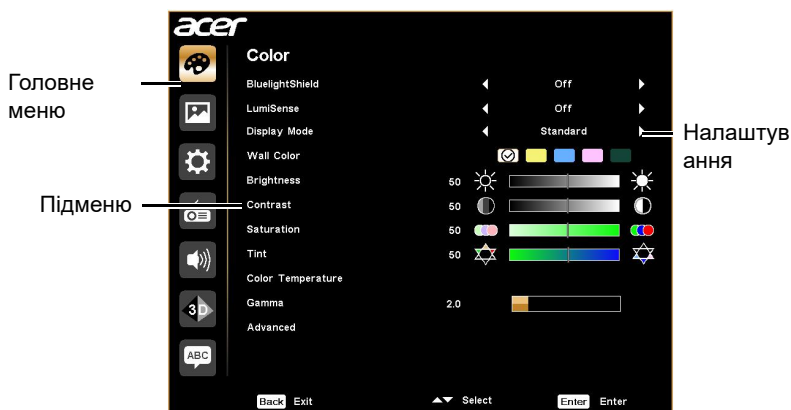 acer
Color
BluelightShield Off
LumiSense Off
Display Mode Standard
Wall Color
Brightness 50
Contrast 50
Saturation 50
Tint 50
Color Temperature
Gamma 2.0
Advanced
3D
ABC
Back Exit Select Enter Enter
Головне
меню
Підменю
Налаштув
ання